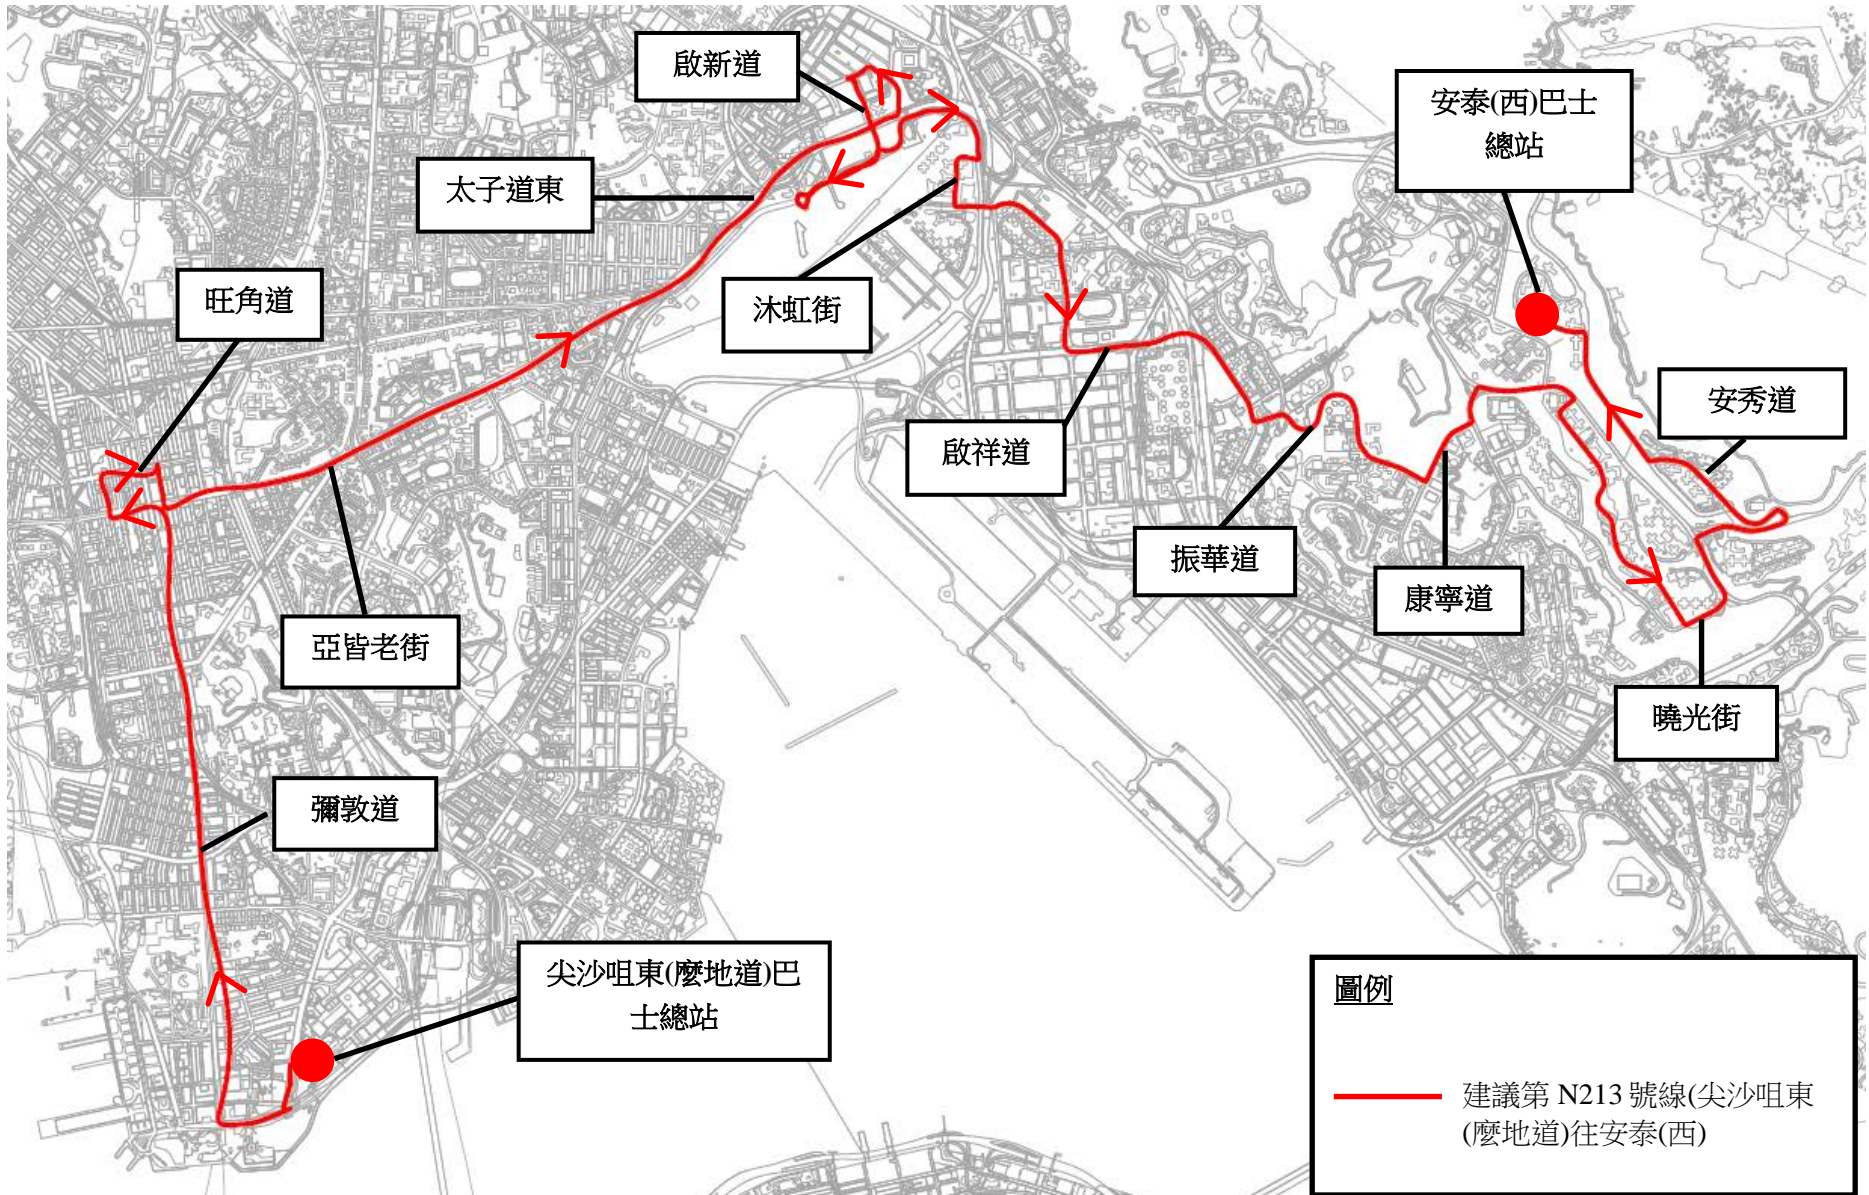 啟新道
安泰(西)巴士
總站
太子道東
旺角道
沐虹街
安秀道
啟祥道
振華道
康寧道
亞皆老街
曉光街
彌敦道
尖沙咀東(麼地道)巴
士總站
圖例
建議第 N213 號線(尖沙咀東
(麼地道)往安泰(西)